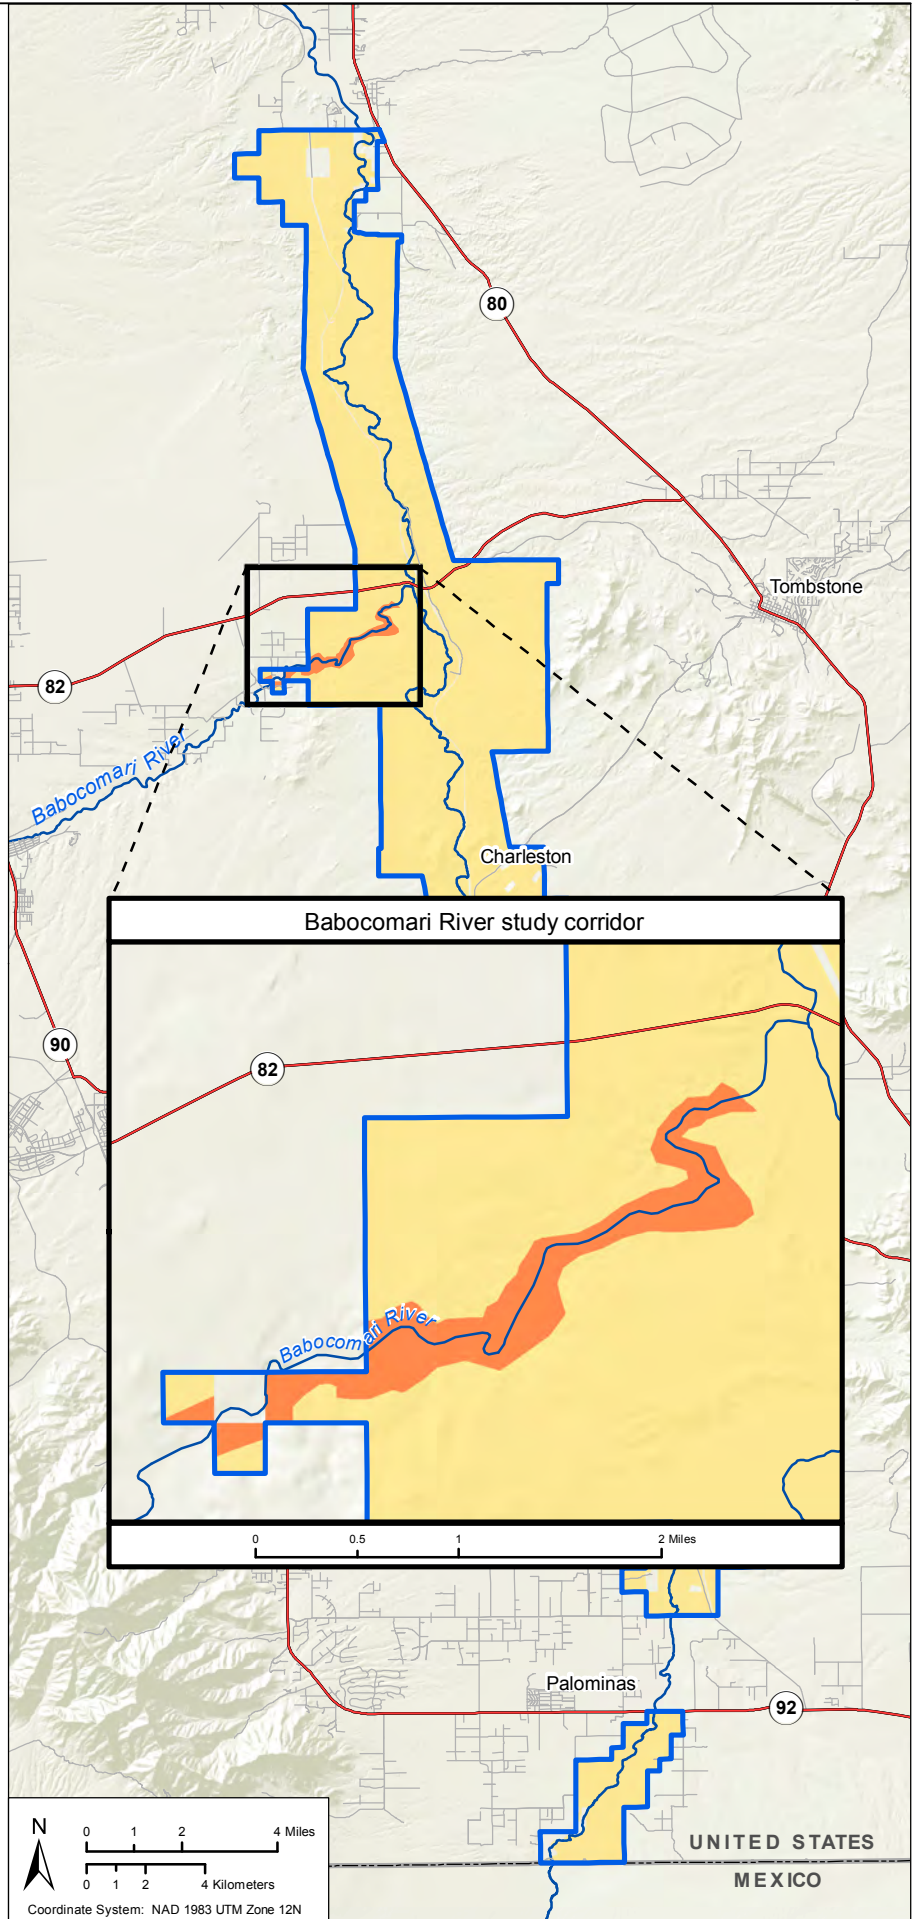 80
Tombstone
82
Babocomari River
Charleston
Babocomari River study corridor
90
82
Babocomari River
0 0.5 1 2 Miles
Palominas
92
N
0 1 2 4 Miles
0 1 2 4 Kilometers
Coordinate System: NAD 1983 UTM Zone 12N
UNITED STATES
MEXICO